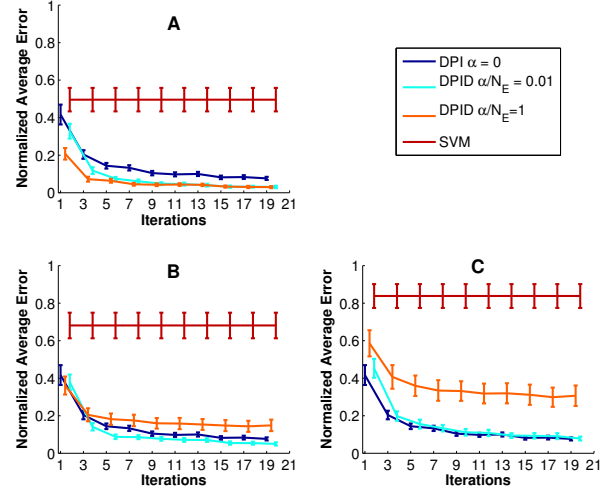 A
1
0.8
0.6
0.4
0.2
0
Normalized Average Error
1 3 5 7 9 11 13 15 17 19 21
Iterations
DPI α = 0
DPID α/N_E = 0.01
DPID α/N_E=1
SVM
B
1
0.8
0.6
0.4
0.2
0
Normalized Average Error
1 3 5 7 9 11 13 15 17 19 21
Iterations
C
1
0.8
0.6
0.4
0.2
0
Normalized Average Error
1 3 5 7 9 11 13 15 17 19 21
Iterations